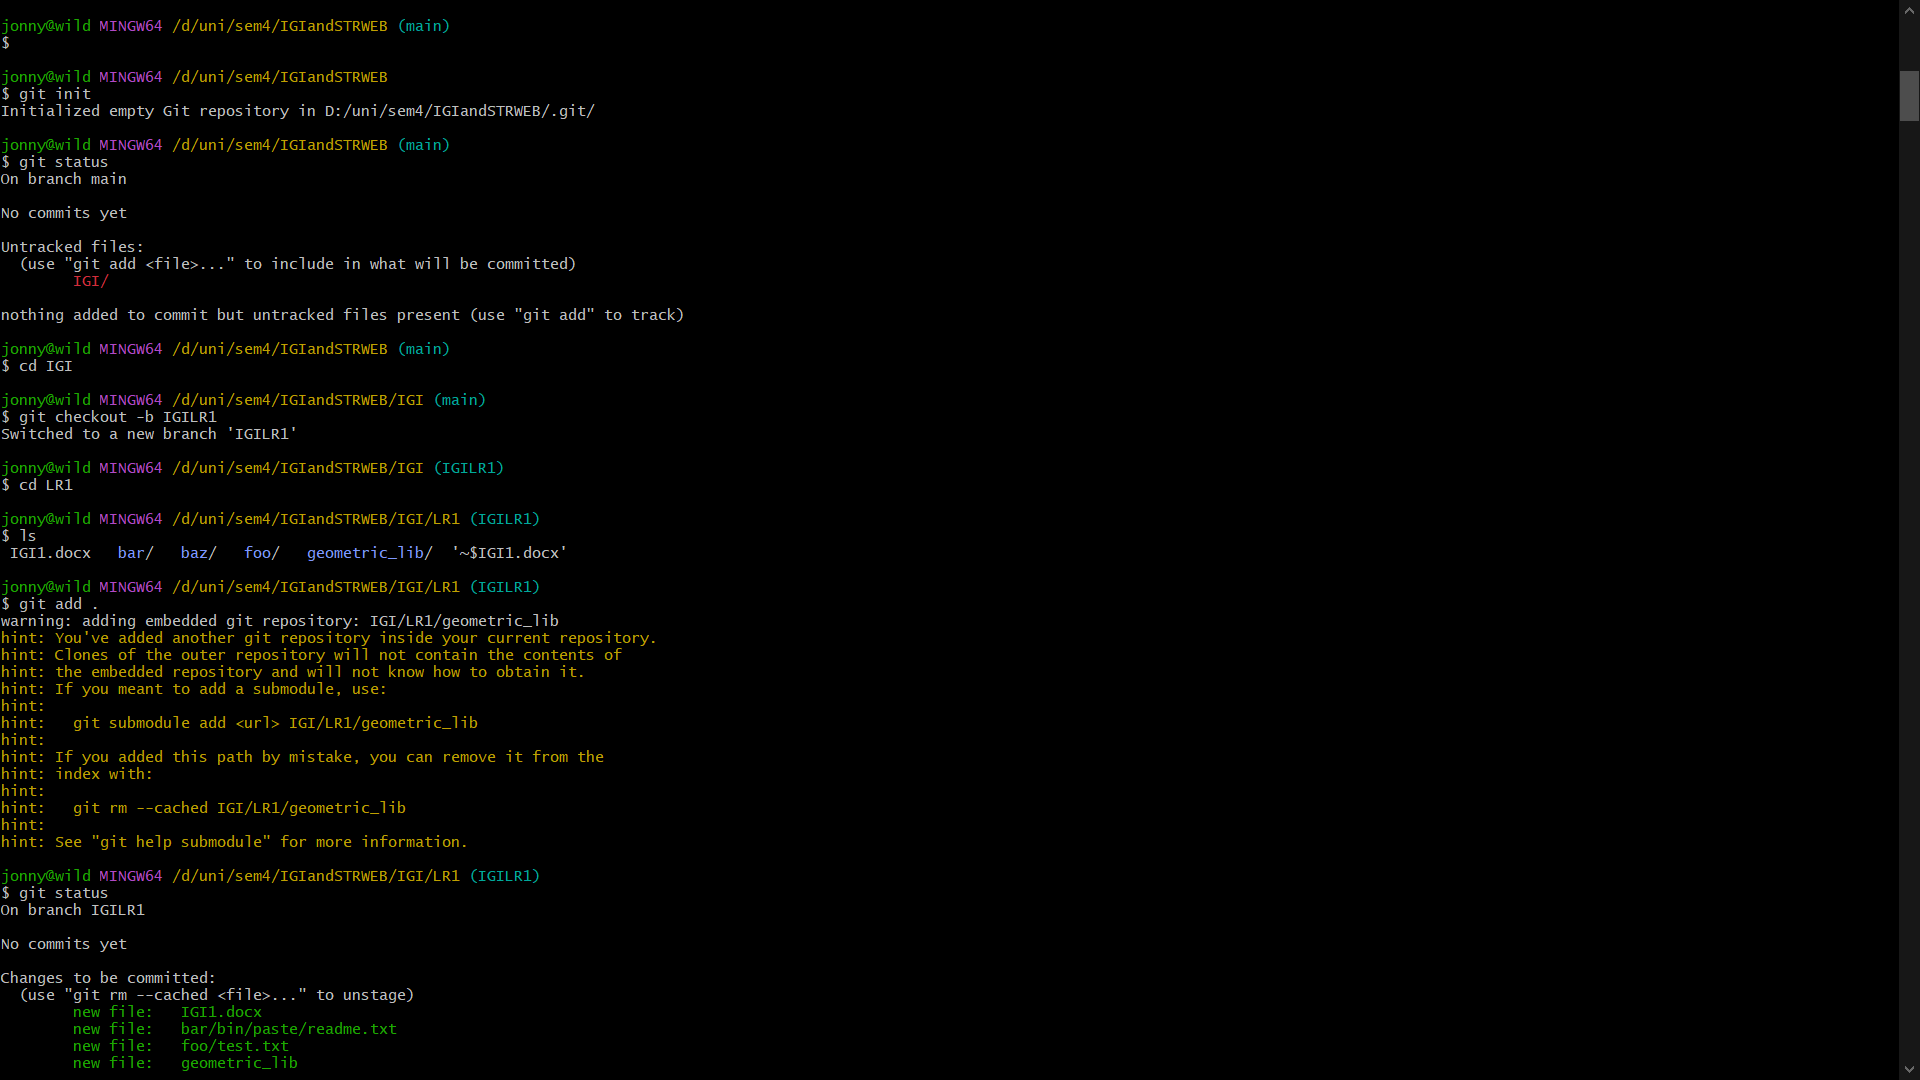 jonny@wild MINGW64 /d/uni/sem4/IGIandSTRWEB (main)
$
jonny@wild MINGW64 /d/uni/sem4/IGIandSTRWEB
$ git init
Initialized empty Git repository in D:/uni/sem4/IGIandSTRWEB/.git/
jonny@wild MINGW64 /d/uni/sem4/IGIandSTRWEB (main)
$ git status
On branch main
No commits yet
Untracked files:
  (use "git add <file>..." to include in what will be committed)
        IGI/
nothing added to commit but untracked files present (use "git add" to track)
jonny@wild MINGW64 /d/uni/sem4/IGIandSTRWEB (main)
$ cd IGI
jonny@wild MINGW64 /d/uni/sem4/IGIandSTRWEB/IGI (main)
$ git checkout -b IGILR1
Switched to a new branch 'IGILR1'
jonny@wild MINGW64 /d/uni/sem4/IGIandSTRWEB/IGI (IGILR1)
$ cd LR1
jonny@wild MINGW64 /d/uni/sem4/IGIandSTRWEB/IGI/LR1 (IGILR1)
$ ls
 IGI1.docx   bar/   baz/   foo/   geometric_lib/  '~$IGI1.docx'
jonny@wild MINGW64 /d/uni/sem4/IGIandSTRWEB/IGI/LR1 (IGILR1)
$ git add .
warning: adding embedded git repository: IGI/LR1/geometric_lib
hint: You've added another git repository inside your current repository.
hint: Clones of the outer repository will not contain the contents of
hint: the embedded repository and will not know how to obtain it.
hint: If you meant to add a submodule, use:
hint:
hint:   git submodule add <url> IGI/LR1/geometric_lib
hint:
hint: If you added this path by mistake, you can remove it from the
hint: index with:
hint:
hint:   git rm --cached IGI/LR1/geometric_lib
hint:
hint: See "git help submodule" for more information.
jonny@wild MINGW64 /d/uni/sem4/IGIandSTRWEB/IGI/LR1 (IGILR1)
$ git status
On branch IGILR1
No commits yet
Changes to be committed:
  (use "git rm --cached <file>..." to unstage)
        new file:   IGI1.docx
        new file:   bar/bin/paste/readme.txt
        new file:   foo/test.txt
        new file:   geometric_lib